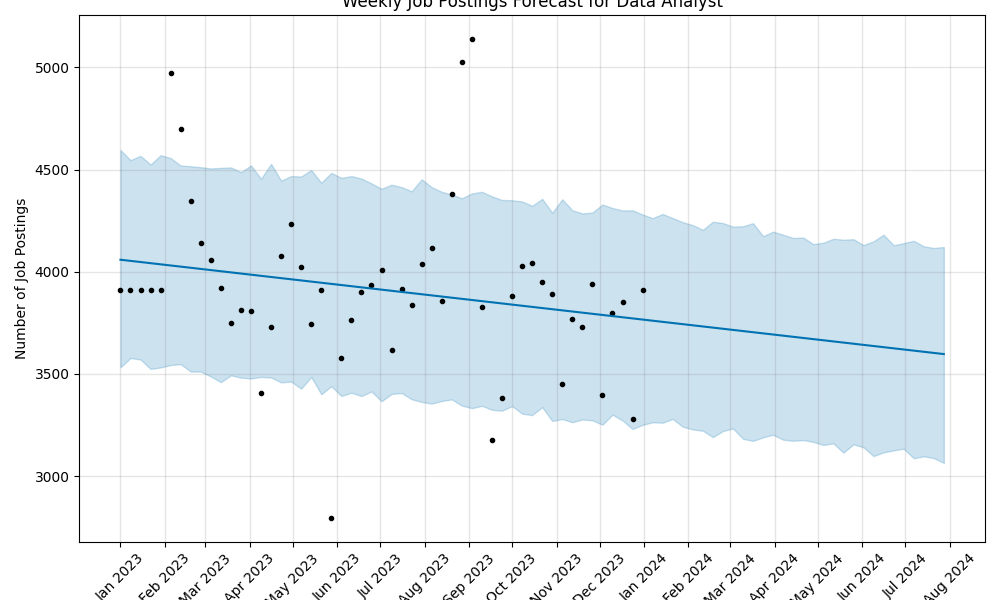 Weekly Job Postings Forecast for Data Analyst
Number of Job Postings
5000
4500
4000
3500
3000
Jan 2023
Feb 2023
Mar 2023
Apr 2023
May 2023
Jun 2023
Jul 2023
Aug 2023
Sep 2023
Oct 2023
Nov 2023
Dec 2023
Jan 2024
Feb 2024
Mar 2024
Apr 2024
May 2024
Jun 2024
Jul 2024
Aug 2024